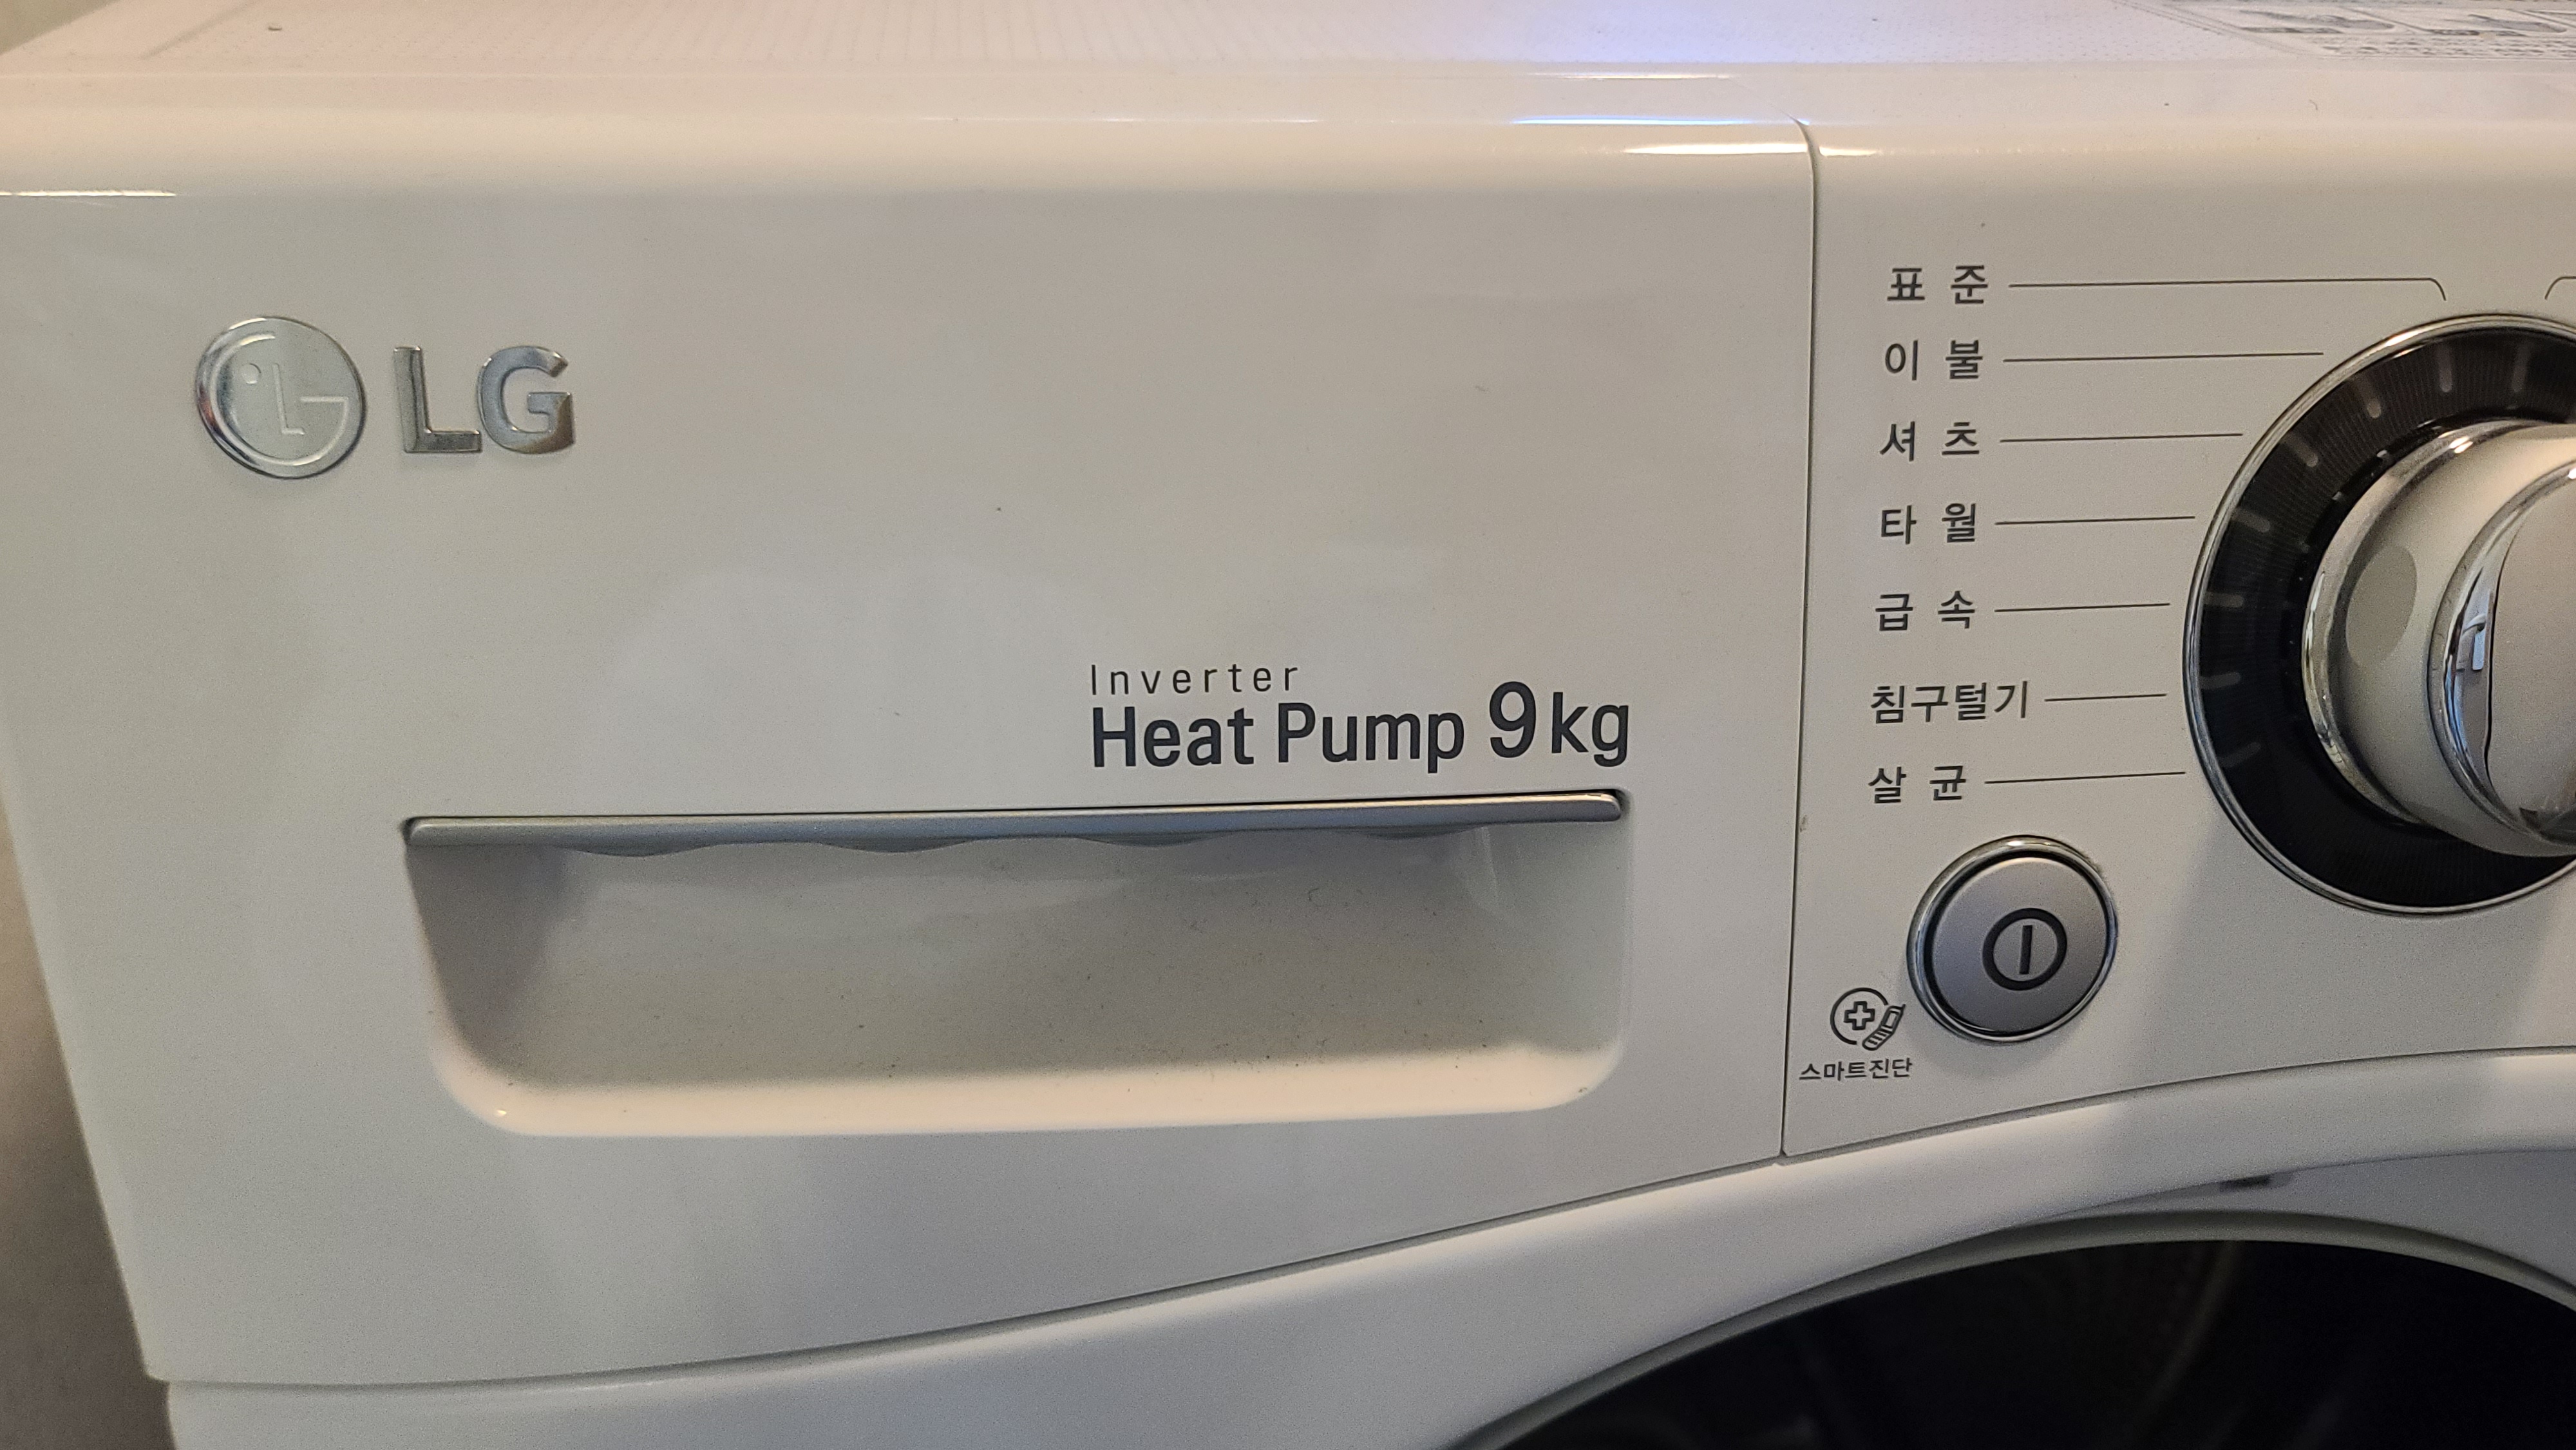 LG
Inverter
Heat Pump 9kg
표 준
이 불
셔 츠
타 월
급 속
침구털기
살 균
스마트진단